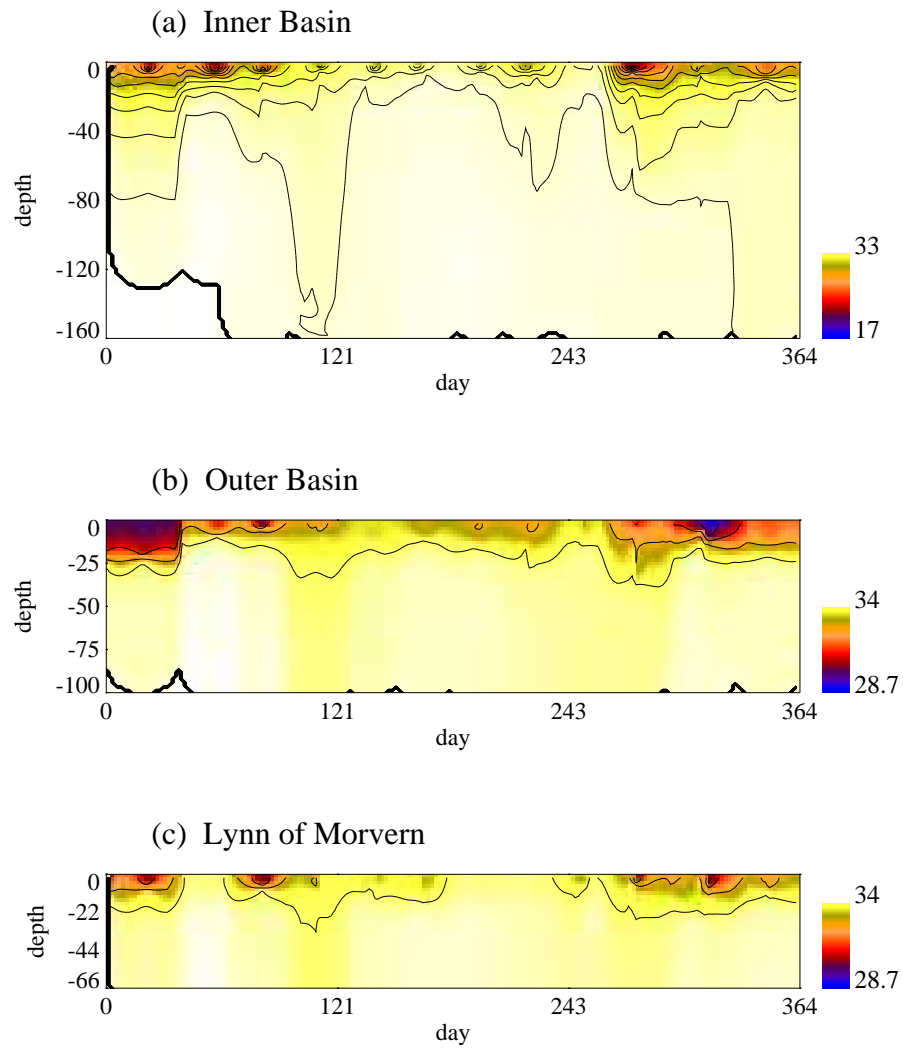 (a) Inner Basin
0
-40
-80
-120
-160
depth
0 121 243 364
day
33
17
(b) Outer Basin
0
-25
-50
-75
-100
depth
0 121 243 364
day
34
28.7
(c) Lynn of Morvern
0
-22
-44
-66
depth
0 121 243 364
day
34
28.7